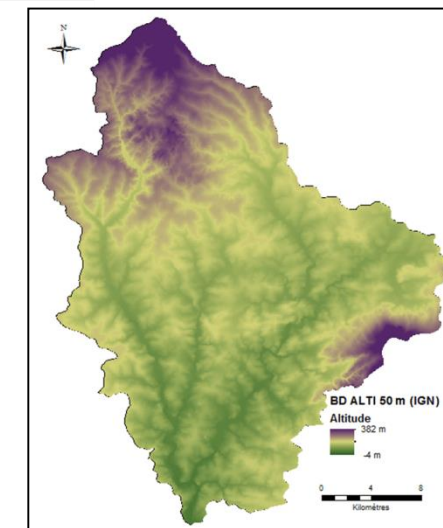 N
BD ALTI 50 m (IGN)
Altitude
382 m
-4 m
0 4 8
Kilomètres